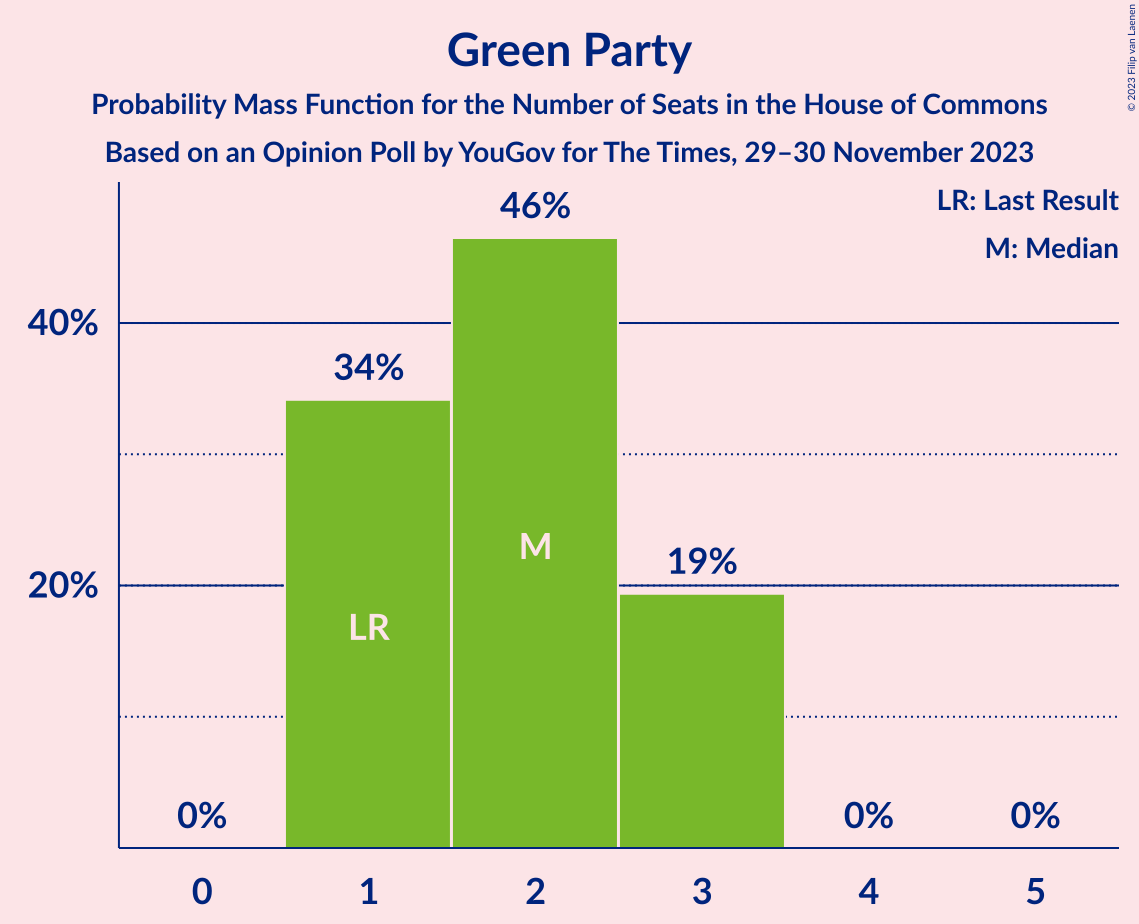 Green Party
Probability Mass Function for the Number of Seats in the House of Commons
Based on an Opinion Poll by YouGov for The Times, 29–30 November 2023
© 2023 Filip van Laenen
LR: Last Result
M: Median
46%
40%
34%
M
19%
20%
LR
0%
0%
0%
0
1
2
3
4
5